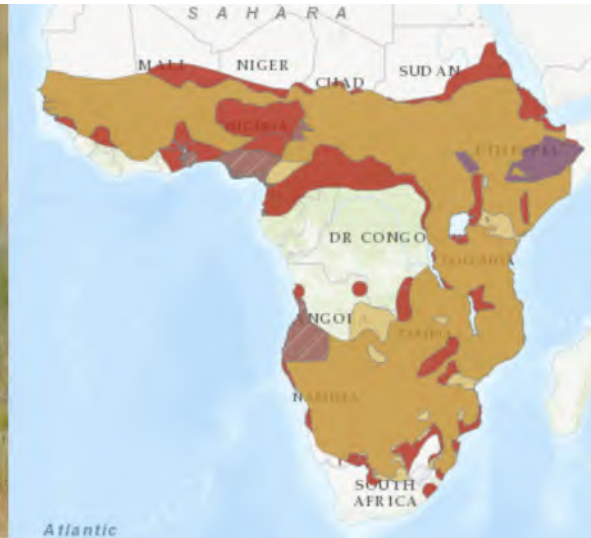 SAHARA
MALI
NIGER
CHAD
SUDAN
NIGERIA
ETHIOPIA
DR CONGO
TANZANIA
ANGOLA
ZAMBIA
NAMIBIA
SOUTH
AFRICA
Atlantic